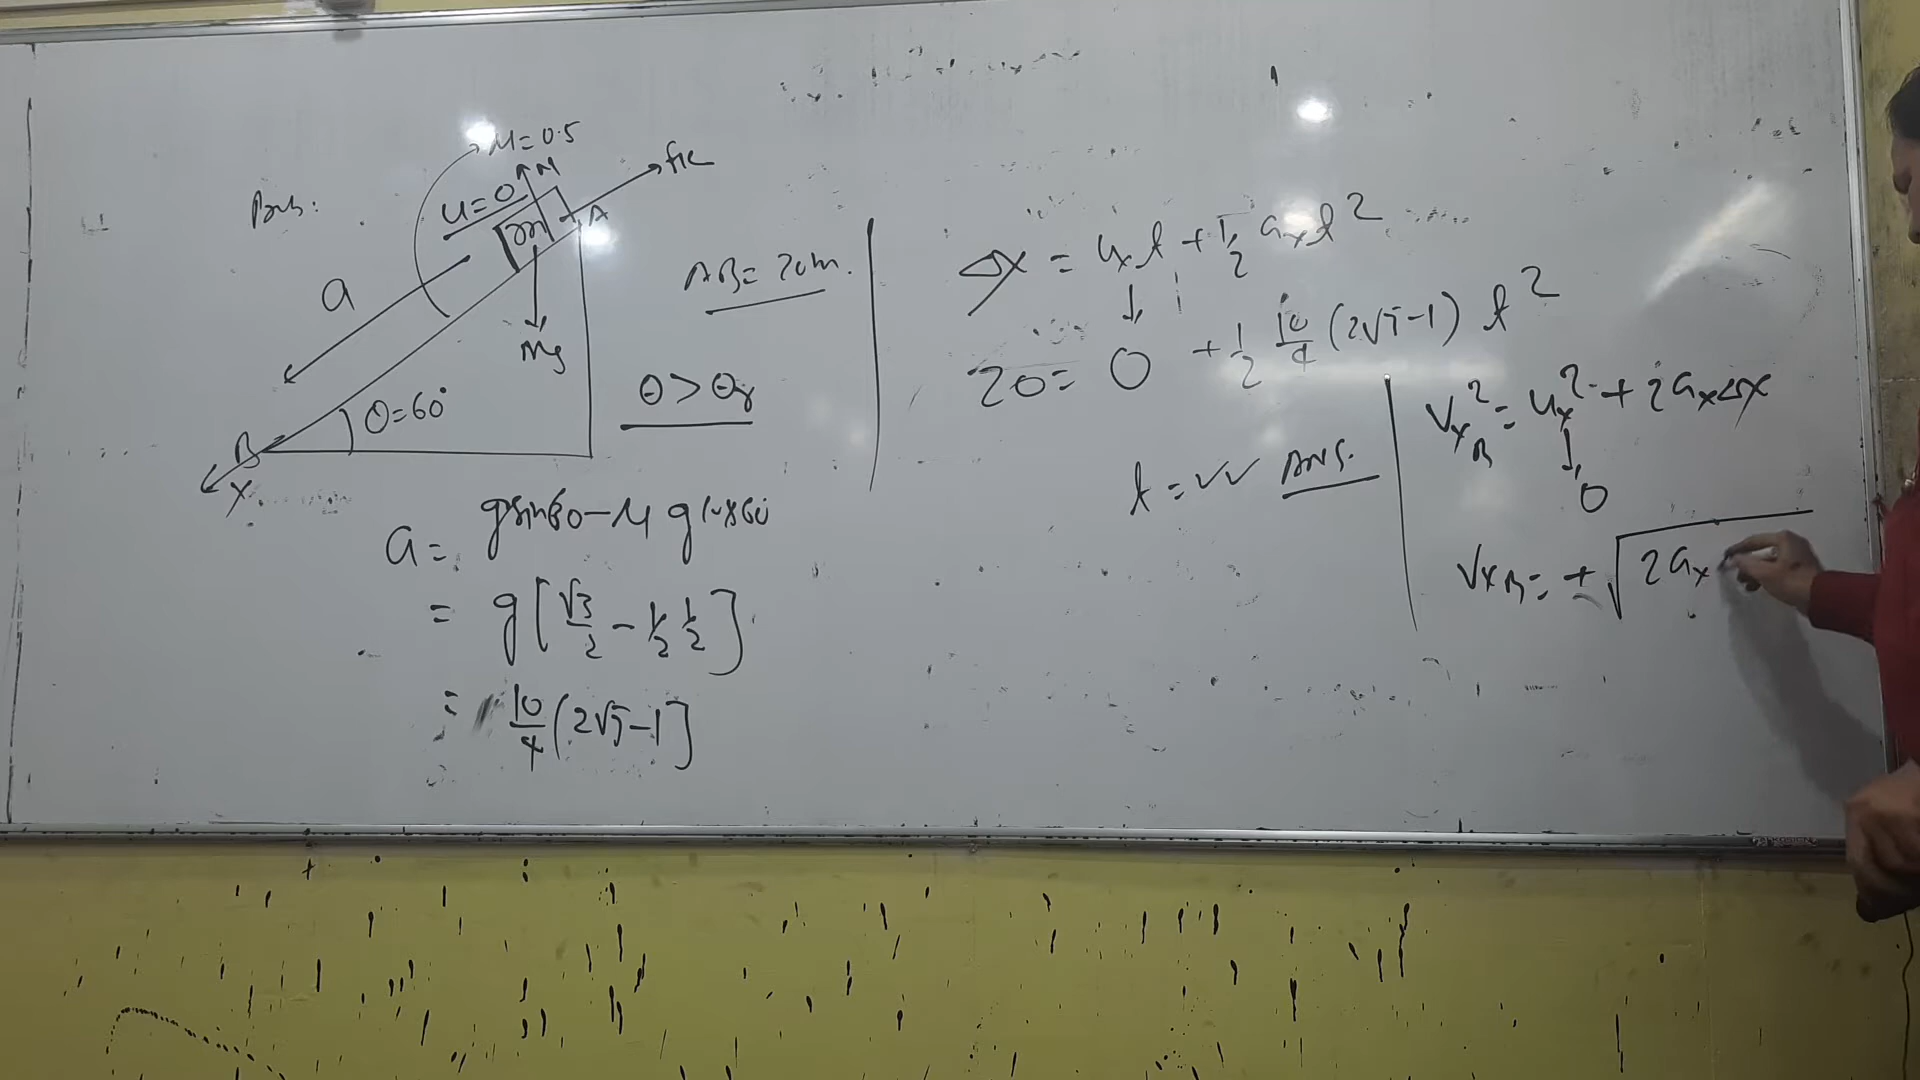 μ=0.5
N
fk
u=0
m
A
a
AB=20m.
Mg
θ>θr
θ=60°
B
x
a= gsin60-μ gcos60
= g[√3/2 - 1/2 1/2]
= 10/4 (2√3-1]
Δx = uxt + 1/2 axt²
↓
20= 0 + 1/2 10/4 (2√3-1) t²
t = ✓✓ Ans.
VxB² = ux² + 2axΔx
↓
0
VxB= ±√2ax